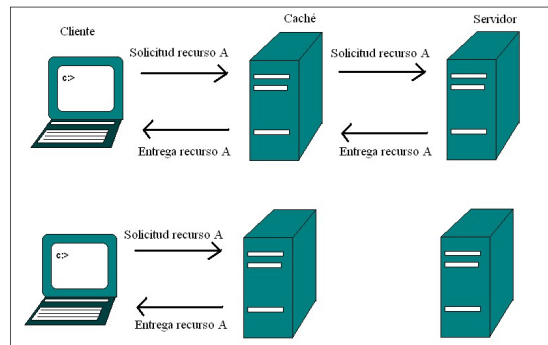 Cliente
Caché
Servidor
Solicitud recurso A
Solicitud recurso A
c:>
Entrega recurso A
Entrega recurso A
Solicitud recurso A
c:>
Entrega recurso A